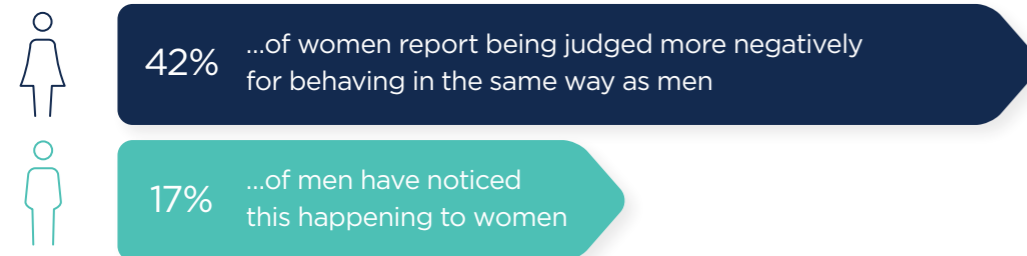 42%
...of women report being judged more negatively
for behaving in the same way as men
17%
...of men have noticed
this happening to women